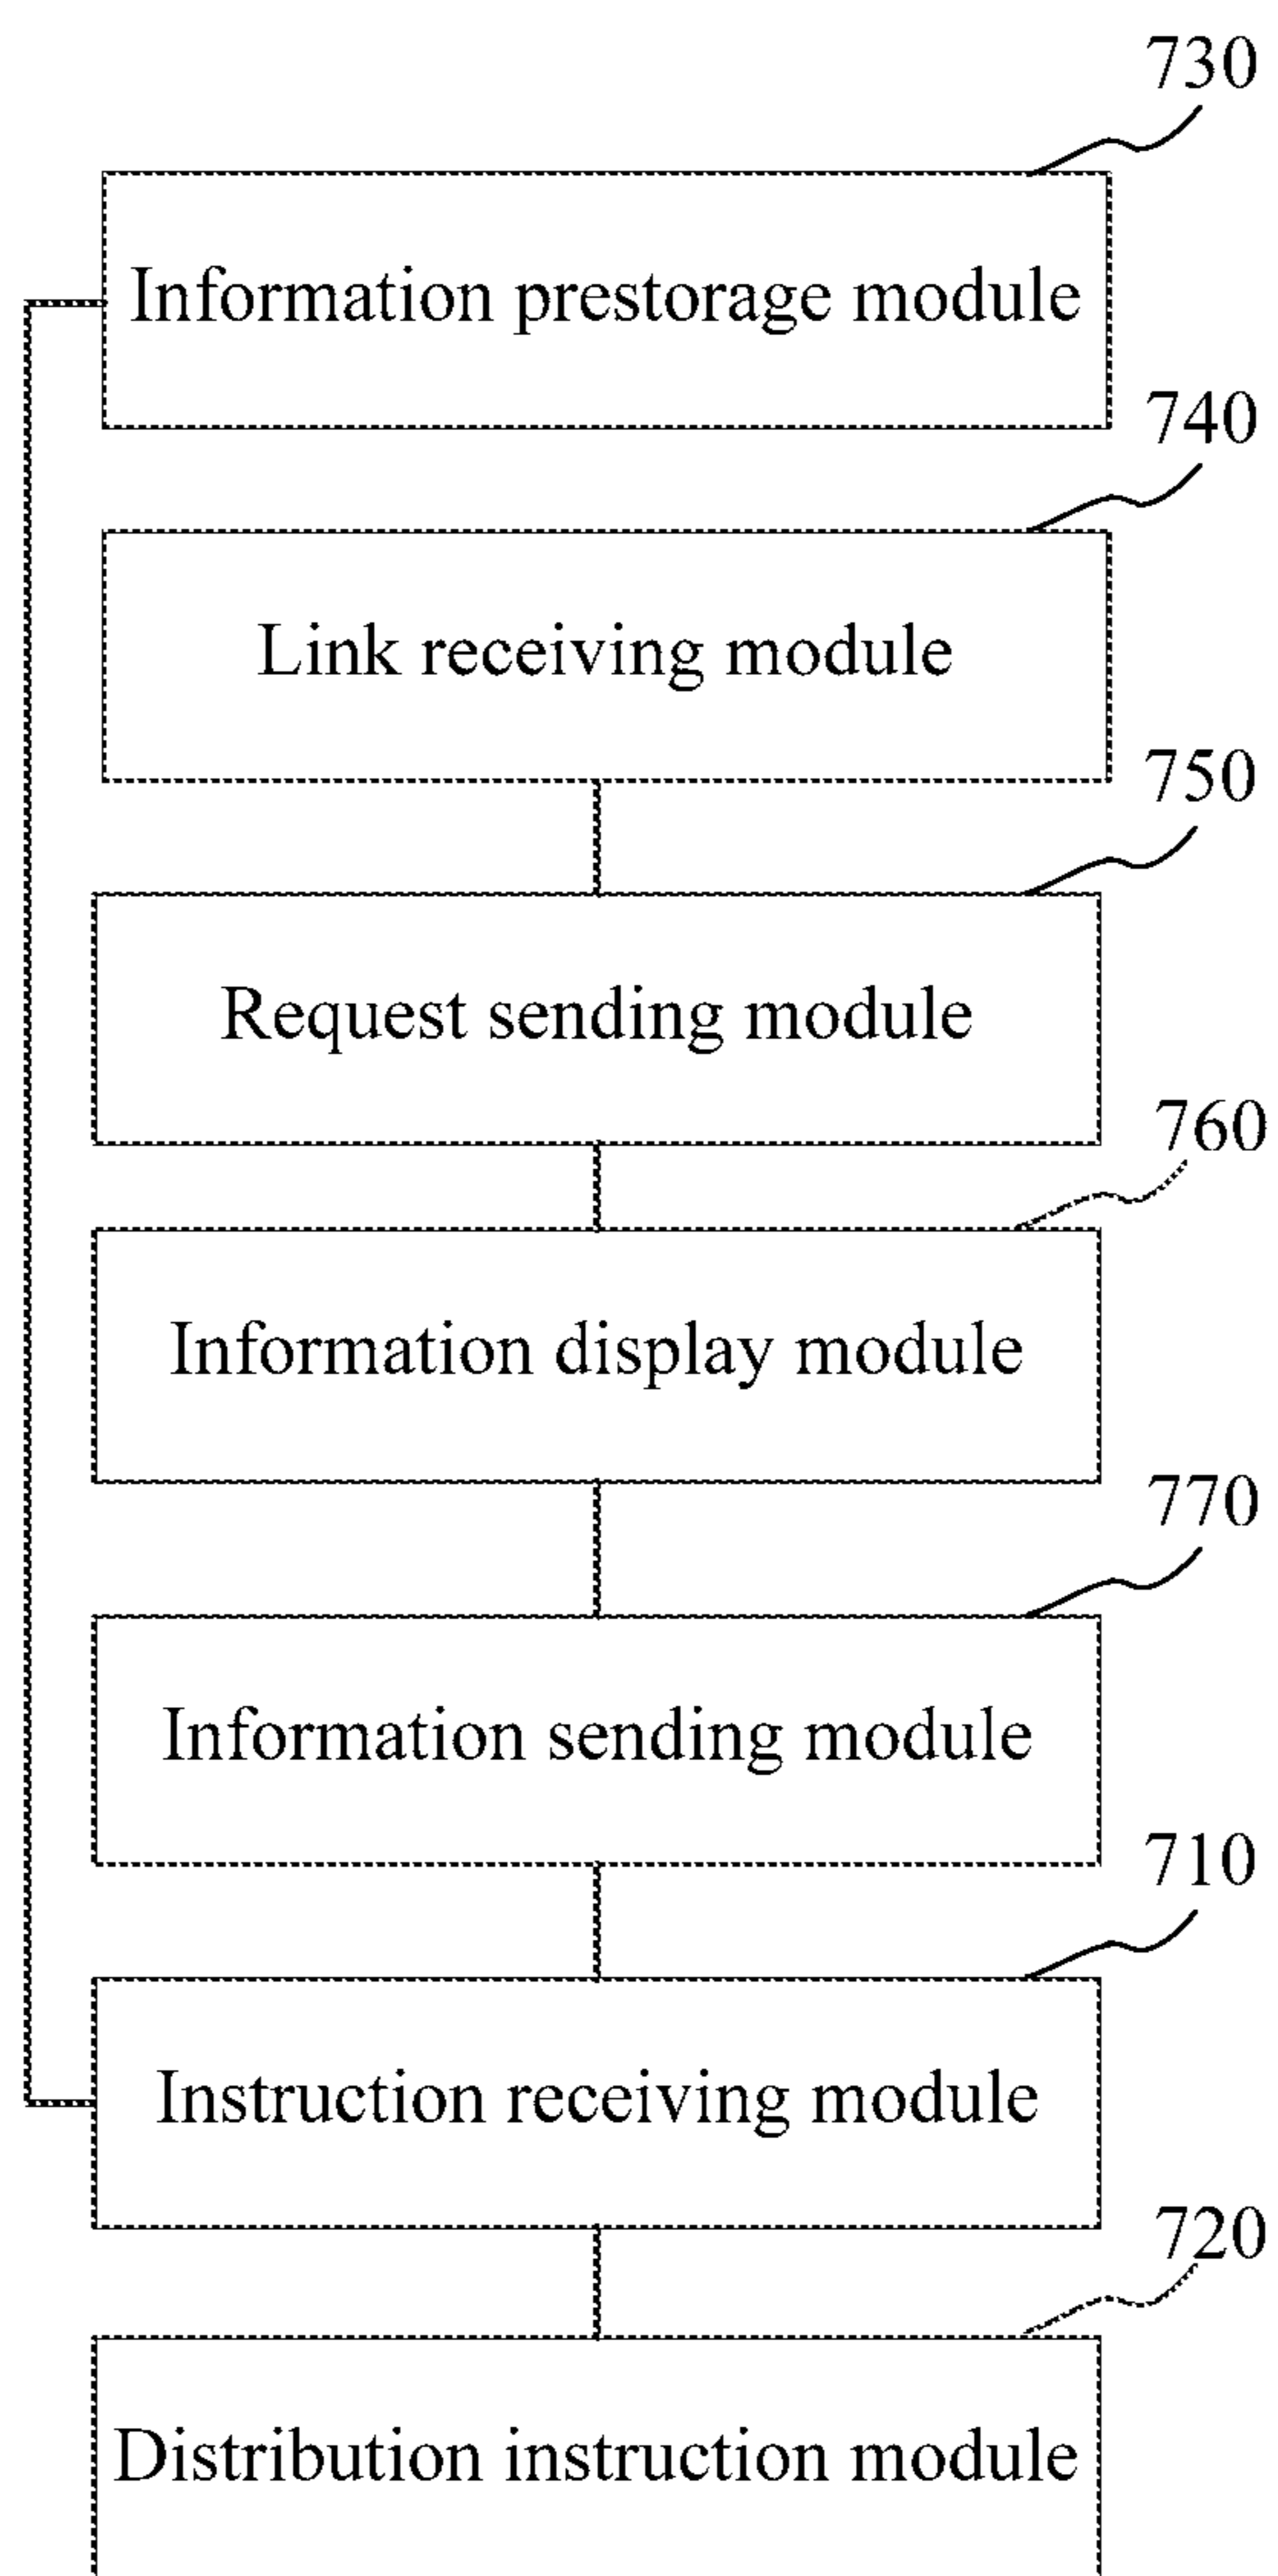 730
Information prestorage module
740
Link receiving module
750
Request sending module
760
Information display module
770
Information sending module
710
Instruction receiving module
720
Distribution instruction module